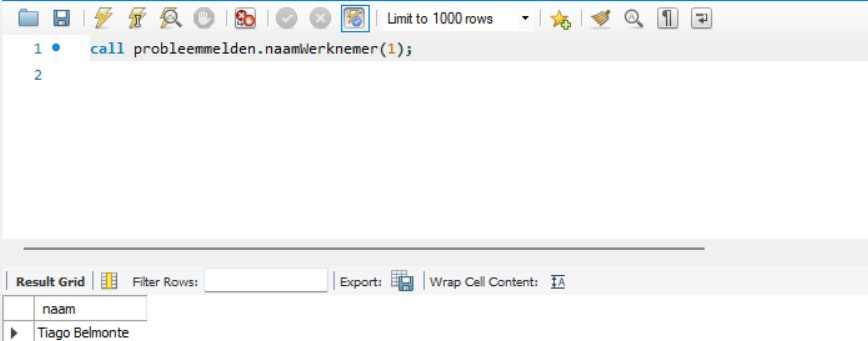 Limit to 1000 rows
1 call probleemmelden.naamWerknemer(1);
2
Result Grid Filter Rows: Export: Wrap Cell Content:
naam
Tiago Belmonte